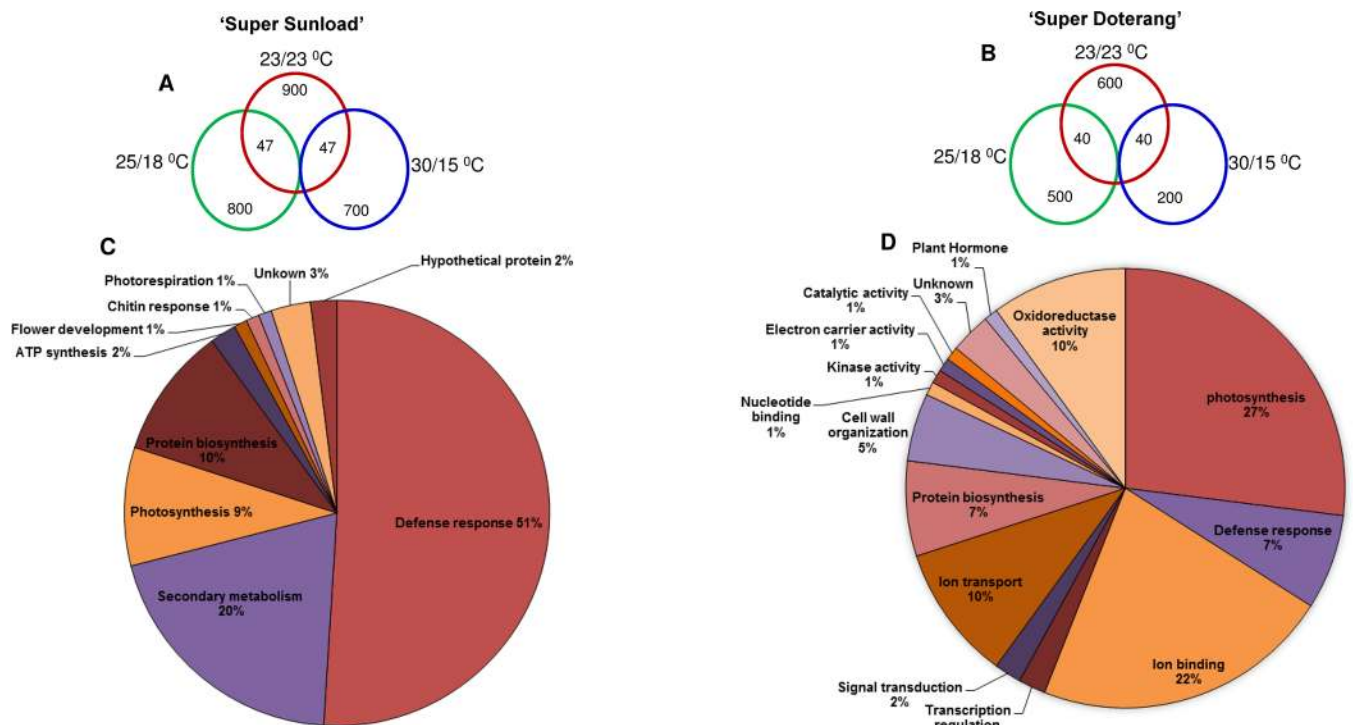 'Super Sunload'
A
23/23 ⁰C
900
47
47
25/18 ⁰C
30/15 ⁰C
800
700
'Super Doterang'
B
23/23 ⁰C
600
40
40
25/18 ⁰C
30/15 ⁰C
500
200
C
Hypothetical protein 2%
Unkown 3%
Photorespiration 1%
Chitin response 1%
Flower development 1%
ATP synthesis 2%
Protein biosynthesis
10%
Photosynthesis 9%
Secondary metabolism
20%
Defense response 51%
D
Plant Hormone
1%
Unknown
3%
Catalytic activity
1%
Electron carrier activity
1%
Kinase activity
1%
Nucleotide
binding
1%
Cell wall
organization
5%
Oxidoreductase
activity
10%
photosynthesis
27%
Protein biosynthesis
7%
Defense response
7%
Ion transport
10%
Ion binding
22%
Signal transduction
2%
Transcription
regulation